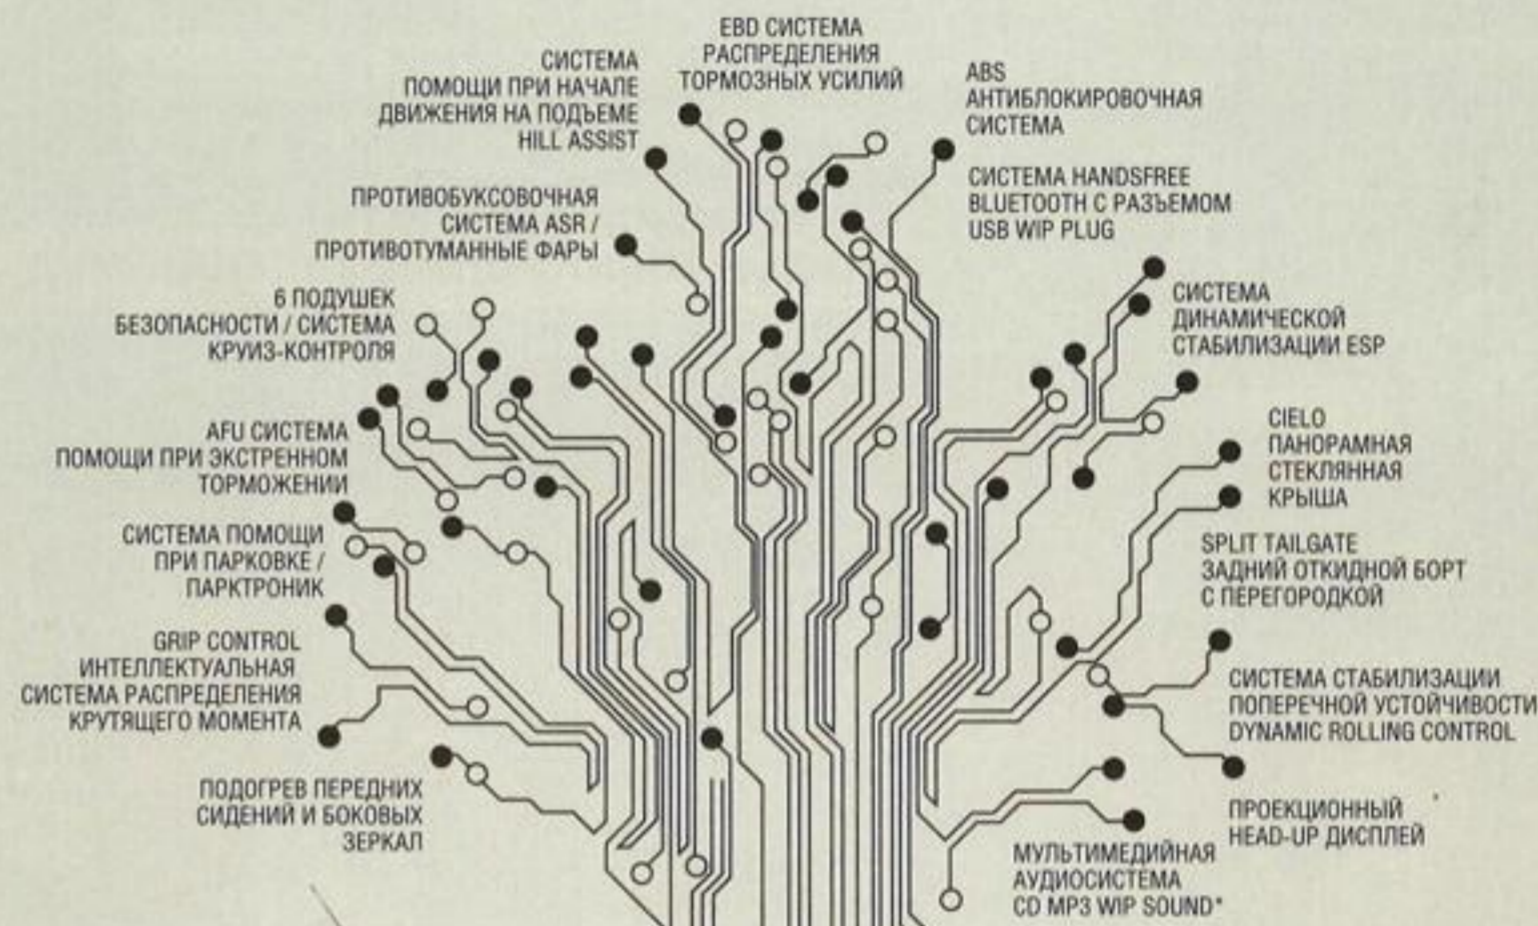 EBD СИСТЕМА
РАСПРЕДЕЛЕНИЯ
ТОРМОЗНЫХ УСИЛИЙ
СИСТЕМА
ПОМОЩИ ПРИ НАЧАЛЕ
ДВИЖЕНИЯ НА ПОДЪЕМЕ
HILL ASSIST
ABS
АНТИБЛОКИРОВОЧНАЯ
СИСТЕМА
ПРОТИВОБУКСОВОЧНАЯ
СИСТЕМА ASR /
ПРОТИВОТУМАННЫЕ ФАРЫ
СИСТЕМА HANDSFREE
BLUETOOTH С РАЗЪЕМОМ
USB WIP PLUG
6 ПОДУШЕК
БЕЗОПАСНОСТИ / СИСТЕМА
КРУИЗ-КОНТРОЛЯ
СИСТЕМА
ДИНАМИЧЕСКОЙ
СТАБИЛИЗАЦИИ ESP
AFU СИСТЕМА
ПОМОЩИ ПРИ ЭКСТРЕННОМ
ТОРМОЖЕНИИ
CIELO
ПАНОРАМНАЯ
СТЕКЛЯННАЯ
КРЫША
СИСТЕМА ПОМОЩИ
ПРИ ПАРКОВКЕ /
ПАРКТРОНИК
SPLIT TAILGATE
ЗАДНИЙ ОТКИДНОЙ БОРТ
С ПЕРЕГОРОДКОЙ
GRIP CONTROL
ИНТЕЛЛЕКТУАЛЬНАЯ
СИСТЕМА РАСПРЕДЕЛЕНИЯ
КРУТЯЩЕГО МОМЕНТА
СИСТЕМА СТАБИЛИЗАЦИИ
ПОПЕРЕЧНОЙ УСТОЙЧИВОСТИ
DYNAMIC ROLLING CONTROL
ПОДОГРЕВ ПЕРЕДНИХ
СИДЕНИЙ И БОКОВЫХ
ЗЕРКАЛ
ПРОЕКЦИОННЫЙ
HEAD-UP ДИСПЛЕЙ
МУЛЬТИМЕДИЙНАЯ
АУДИОСИСТЕМА
CD MP3 WIP SOUND*